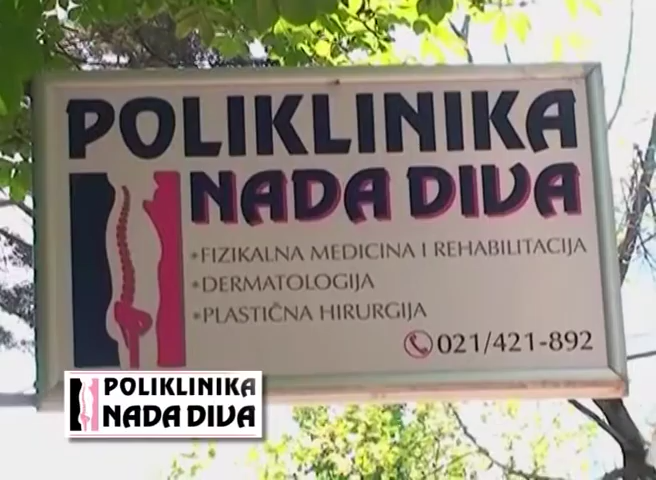 POLIKLINIKA
NADA DIVA
•FIZIKALNA MEDICINA I REHABILITACIJA
•DERMATOLOGIJA
•PLASTIČNA HIRURGIJA
021/421-892
POLIKLINIKA
NADA DIVA